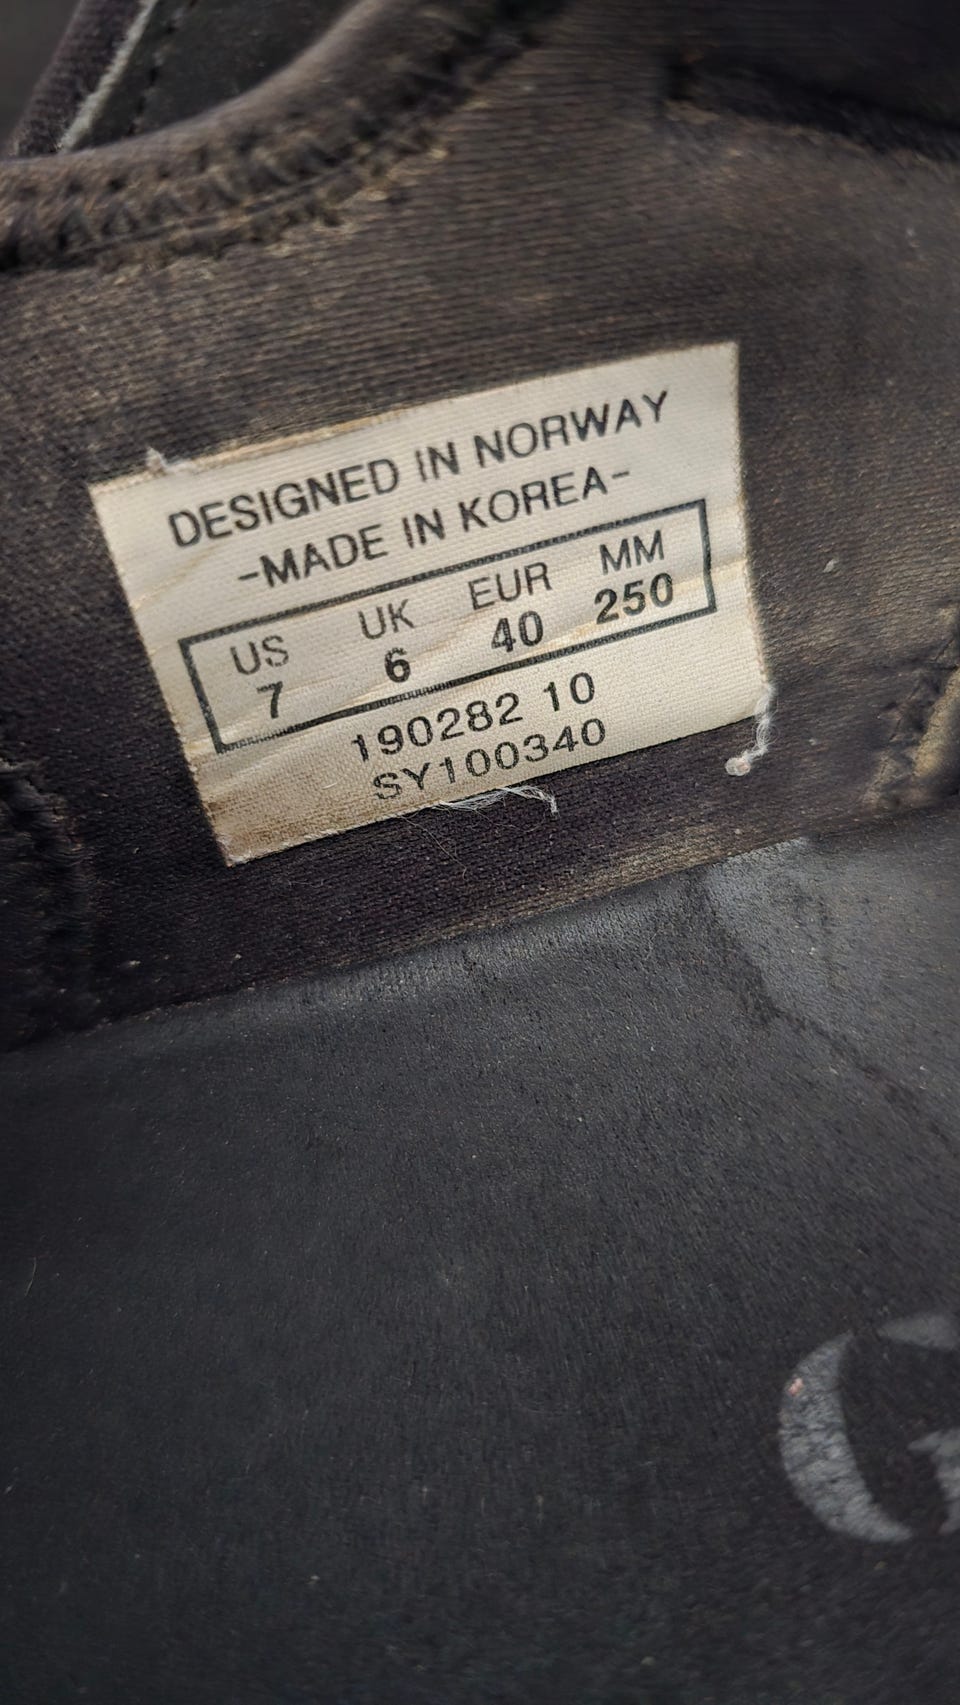 DESIGNED IN NORWAY
-MADE IN KOREA-
US UK EUR MM
7 6 40 250
190282 10
SY100340
G